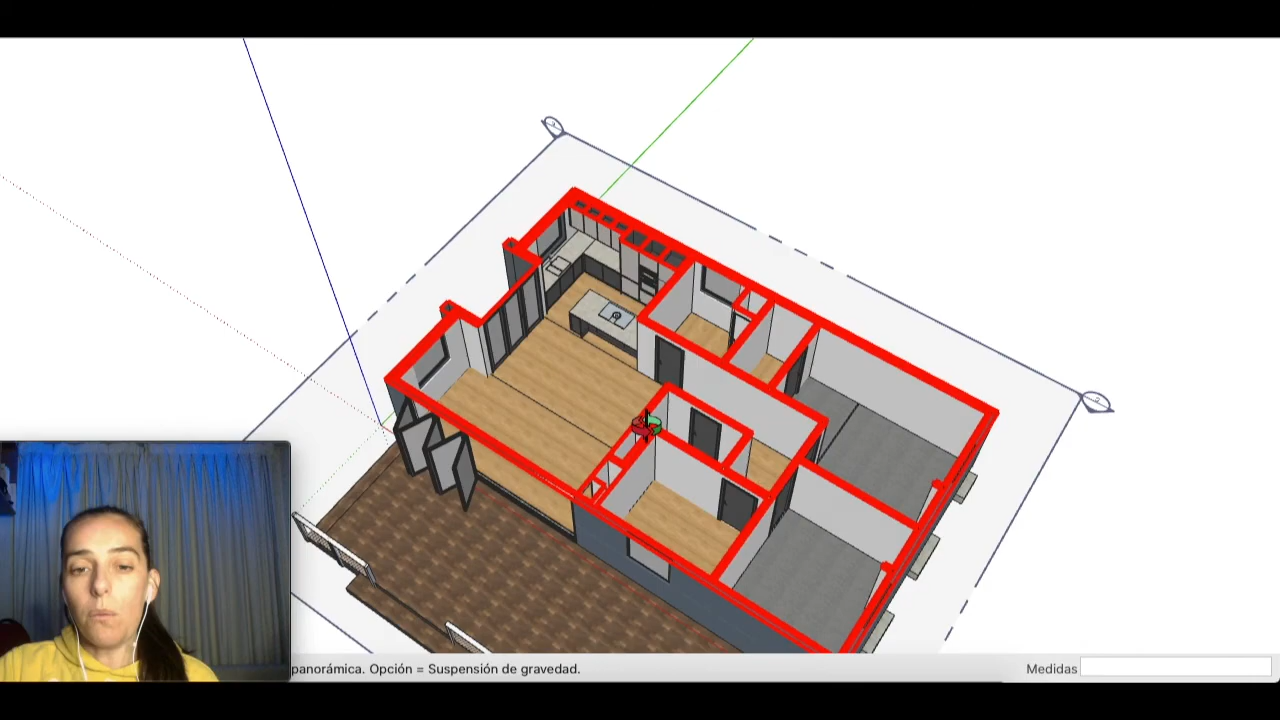 panorámica. Opción = Suspensión de gravedad.
Medidas